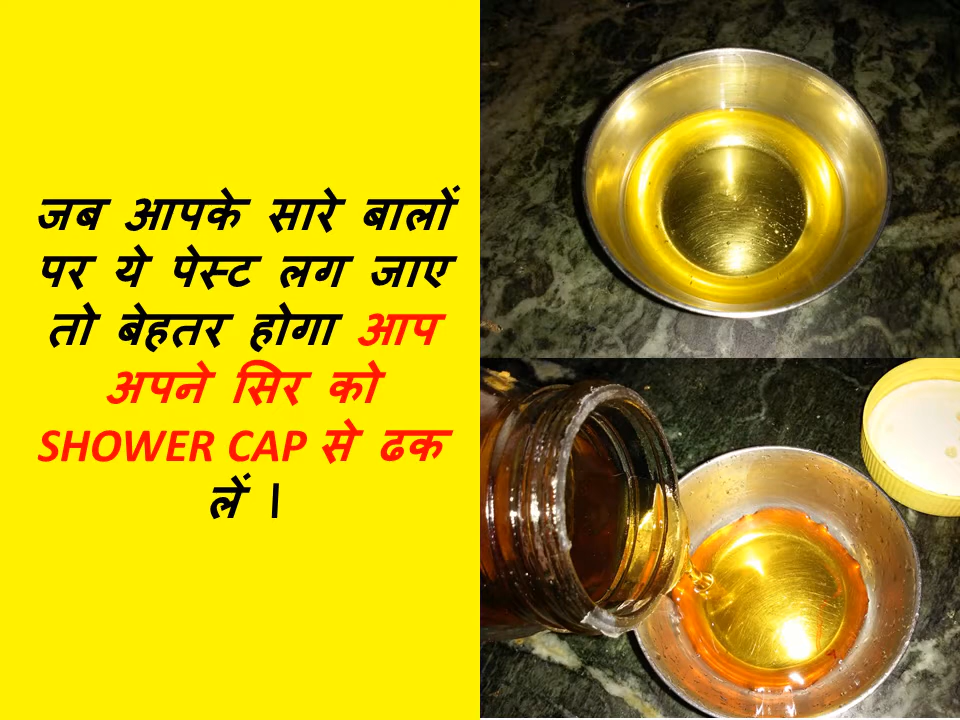 जब आपके सारे बालों
पर ये पेस्ट लग जाए
तो बेहतर होगा आप
अपने सिर को
SHOWER CAP से ढक
लें ।